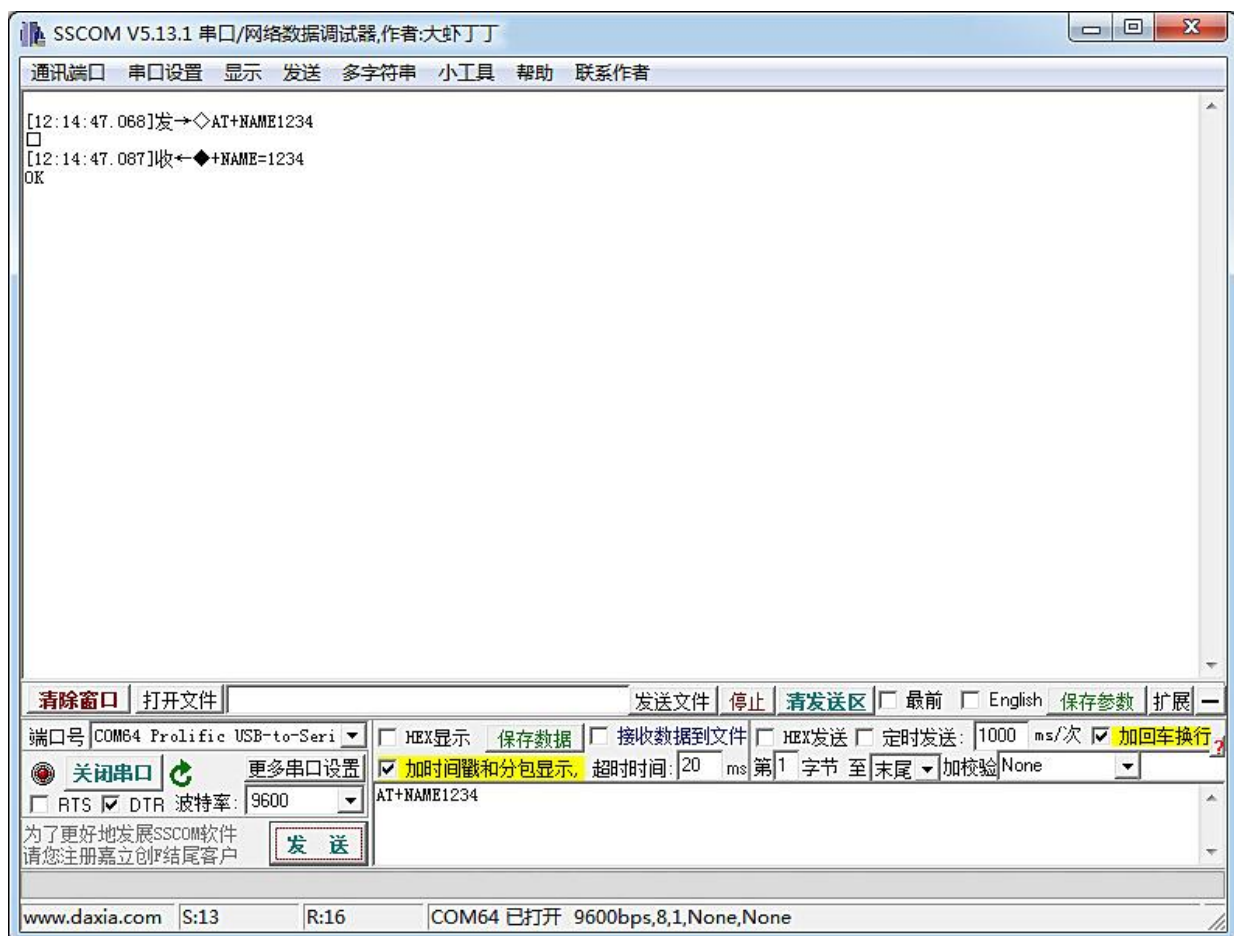 SSCOM V5.13.1 串口/网络数据调试器,作者:大虾丁丁
通讯端口 串口设置 显示 发送 多字符串 小工具 帮助 联系作者
[12:14:47.068]发→◇AT+NAME1234
□
[12:14:47.087]收←◆+NAME=1234
OK
清除窗口 打开文件 发送文件 停止 清发送区 最前 English 保存参数 扩展 —
端口号 COM64 Prolific USB-to-Seri HEX显示 保存数据 接收数据到文件 HEX发送 定时发送: 1000 ms/次 加回车换行 ?
关闭串口 更多串口设置 加时间戳和分包显示, 超时时间: 20 ms 第 1 字节 至 末尾 加校验 None
RTS DTR 波特率: 9600 AT+NAME1234
为了更好地发展SSCOM软件
请您注册嘉立创F结尾客户 发 送
www.daxia.com S:13 R:16 COM64 已打开 9600bps,8,1,None,None